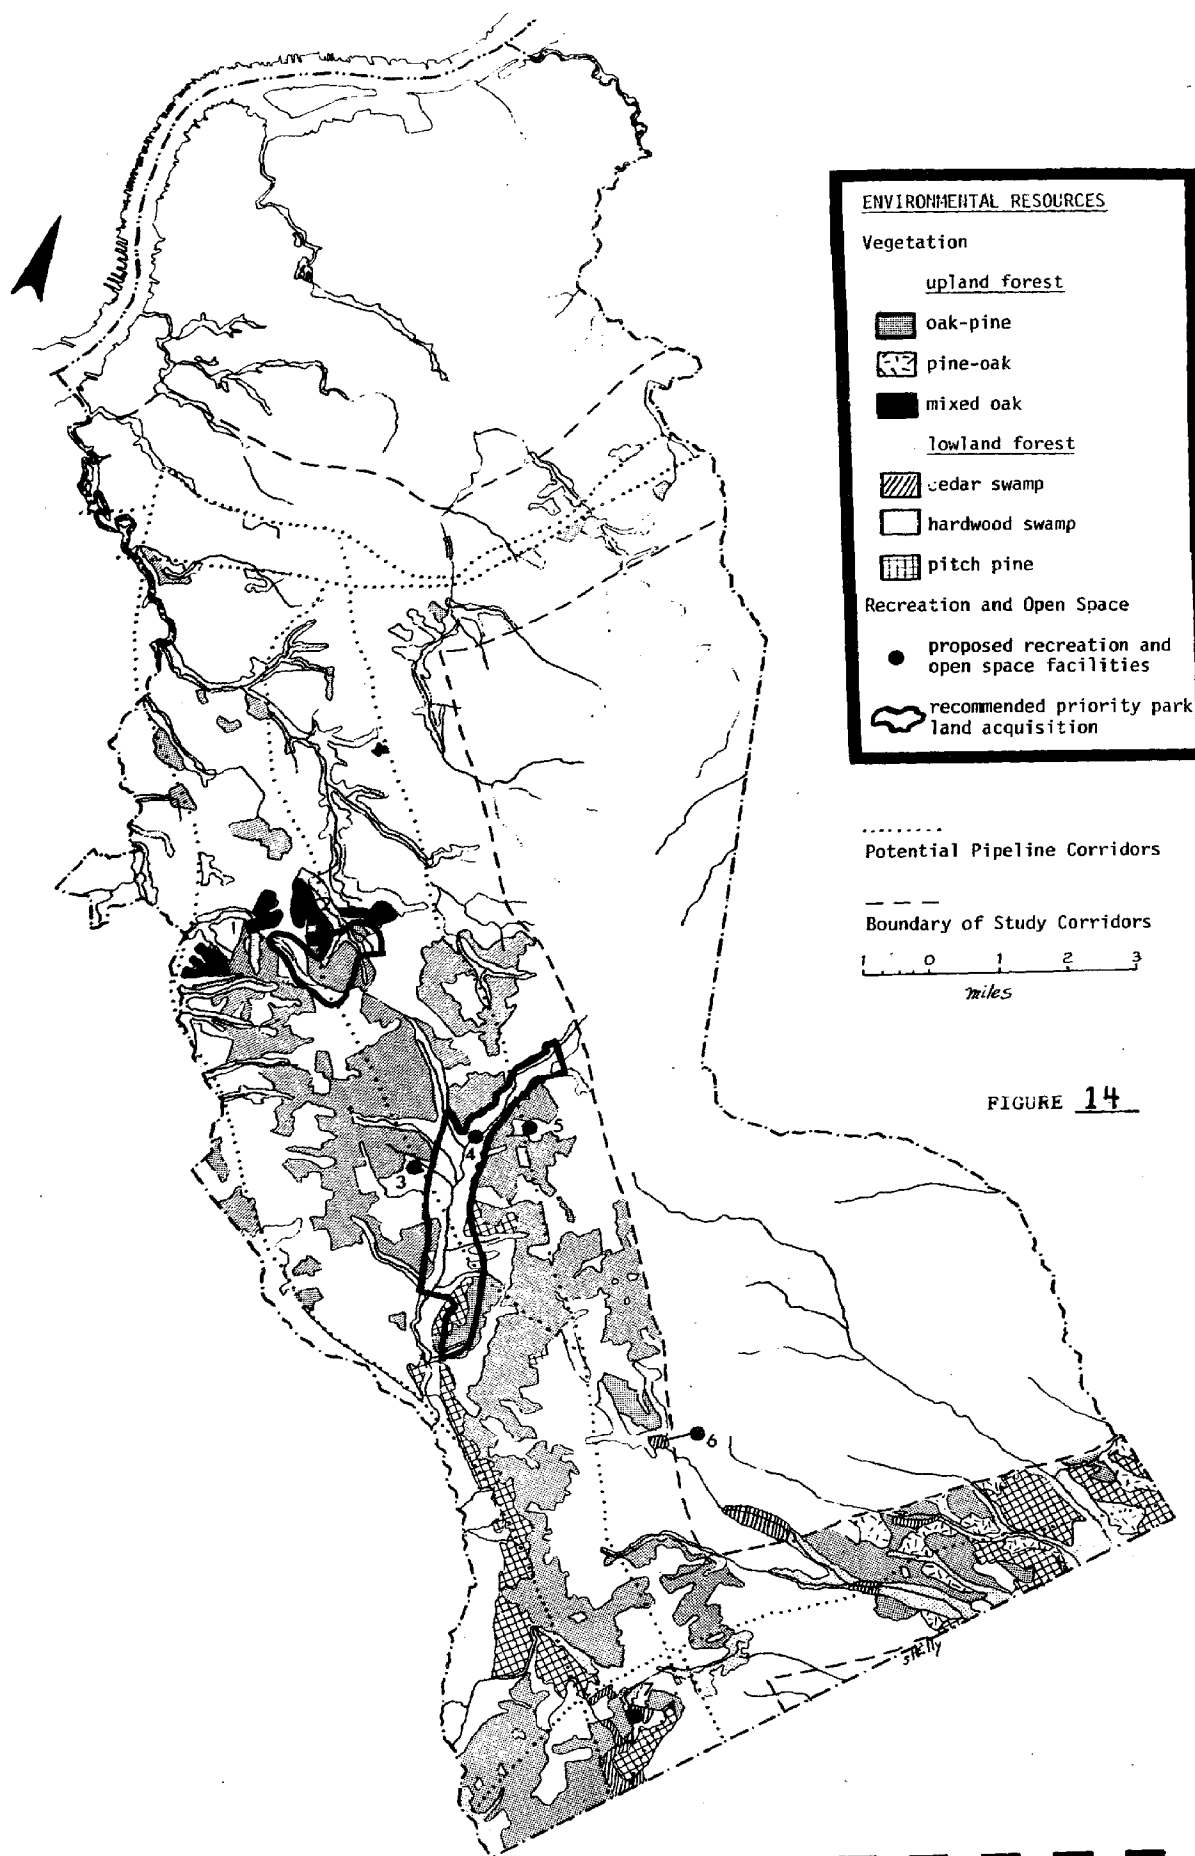 ENVIRONMENTAL RESOURCES
Vegetation
upland forest
oak-pine
pine-oak
mixed oak
lowland forest
cedar swamp
hardwood swamp
pitch pine
Recreation and Open Space
proposed recreation and
open space facilities
recommended priority park
land acquisition
Potential Pipeline Corridors
Boundary of Study Corridors
1 0 1 2 3
miles
FIGURE 14
1
4
5
3
6